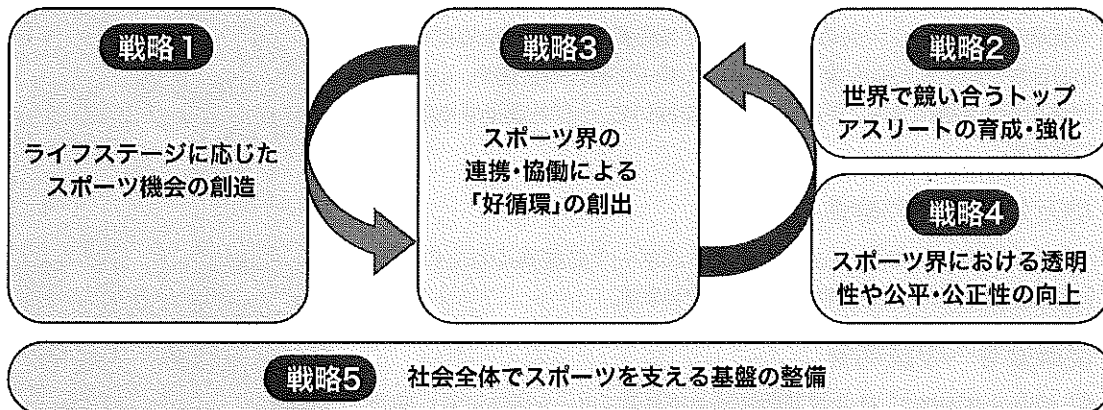 戦略1
ライフステージに応じた
スポーツ機会の創造
戦略3
スポーツ界の
連携・協働による
「好循環」の創出
戦略2
世界で競い合うトップ
アスリートの育成・強化
戦略4
スポーツ界における透明
性や公平・公正性の向上
戦略5 社会全体でスポーツを支える基盤の整備